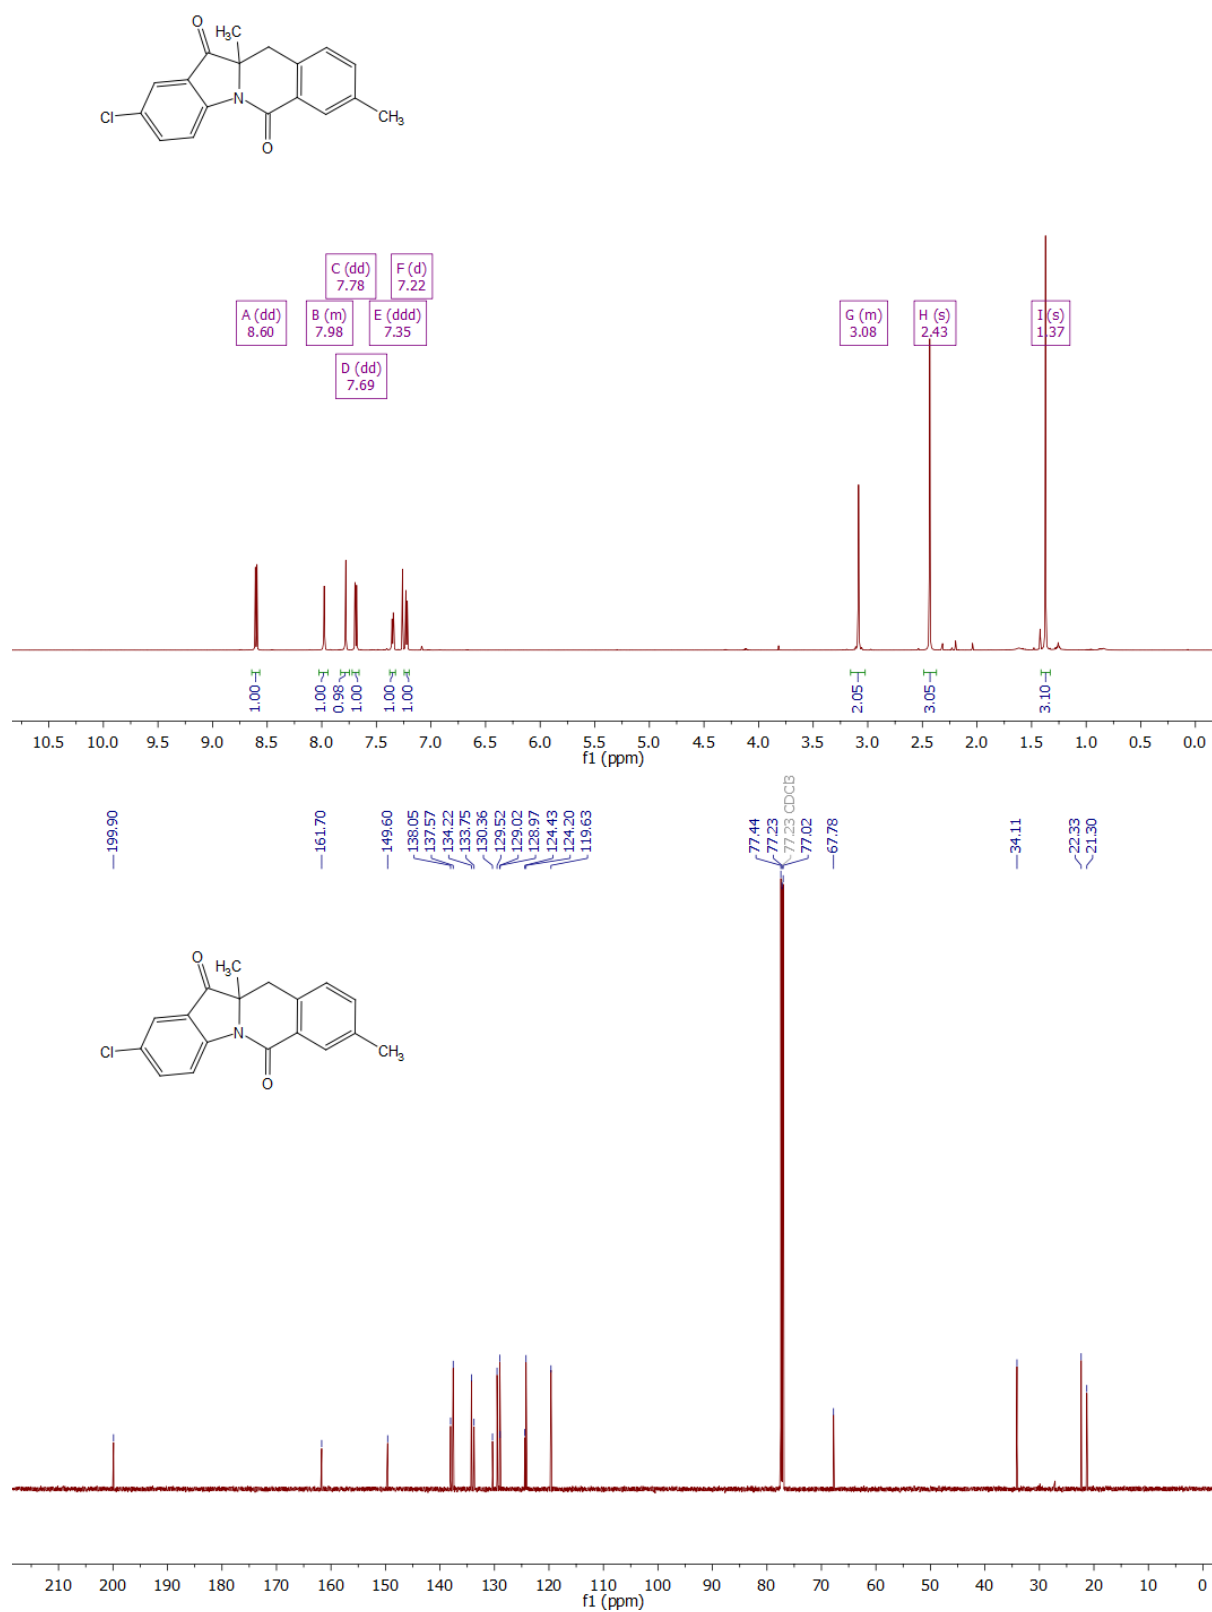 O
H₃C
N
Cl
O
CH₃
C (dd)
7.78
F (d)
7.22
A (dd)
8.60
B (m)
7.98
E (ddd)
7.35
G (m)
3.08
H (s)
2.43
I (s)
1.37
D (dd)
7.69
1.00
1.00
0.98
1.00
1.00
1.00
2.05
3.05
3.10
10.5 10.0 9.5 9.0 8.5 8.0 7.5 7.0 6.5 6.0 5.5 5.0 4.5 4.0 3.5 3.0 2.5 2.0 1.5 1.0 0.5 0.0
f1 (ppm)
199.90
161.70
149.60
138.05
137.57
134.22
133.75
130.36
129.52
129.02
128.97
124.43
124.20
119.63
77.44
77.23
77.23 CDCl3
77.02
67.78
34.11
22.33
21.30
O
H₃C
N
Cl
O
CH₃
210 200 190 180 170 160 150 140 130 120 110 100 90 80 70 60 50 40 30 20 10 0
f1 (ppm)